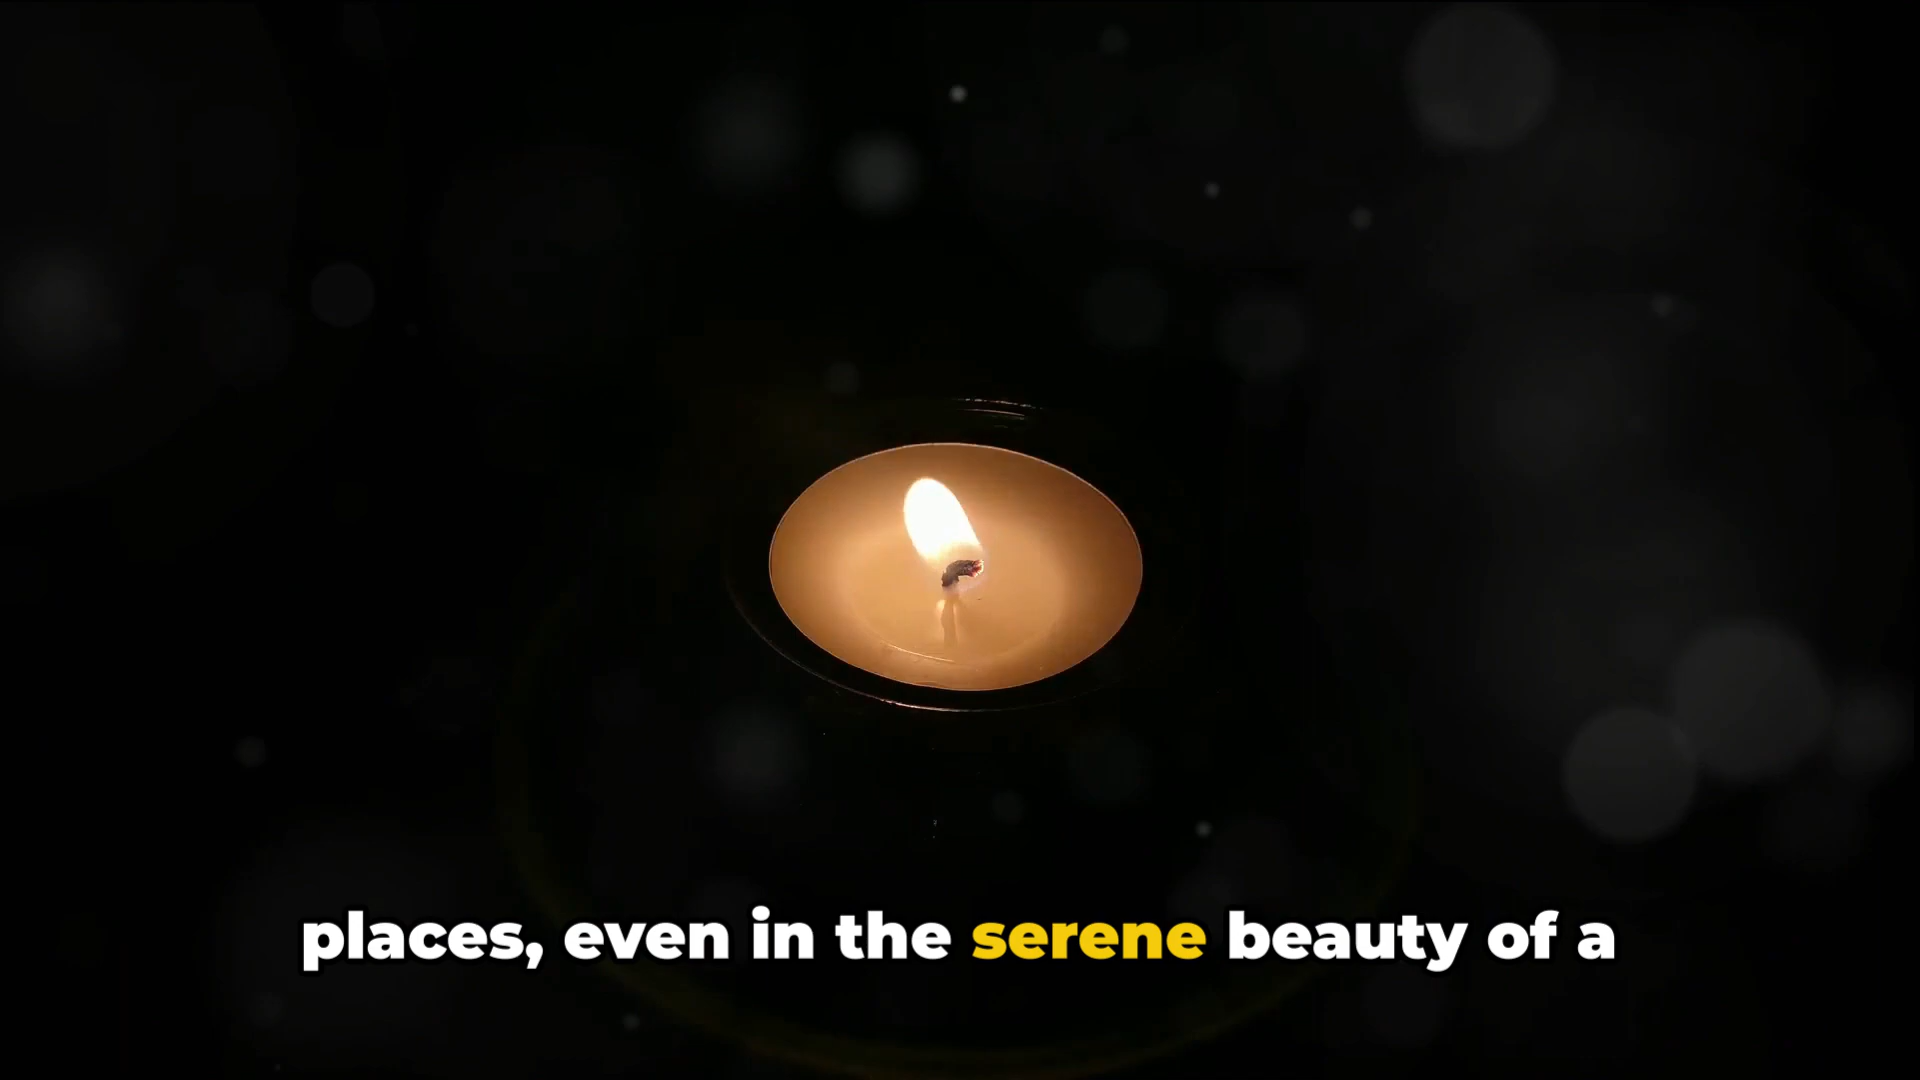 places, even in the serene beauty of a